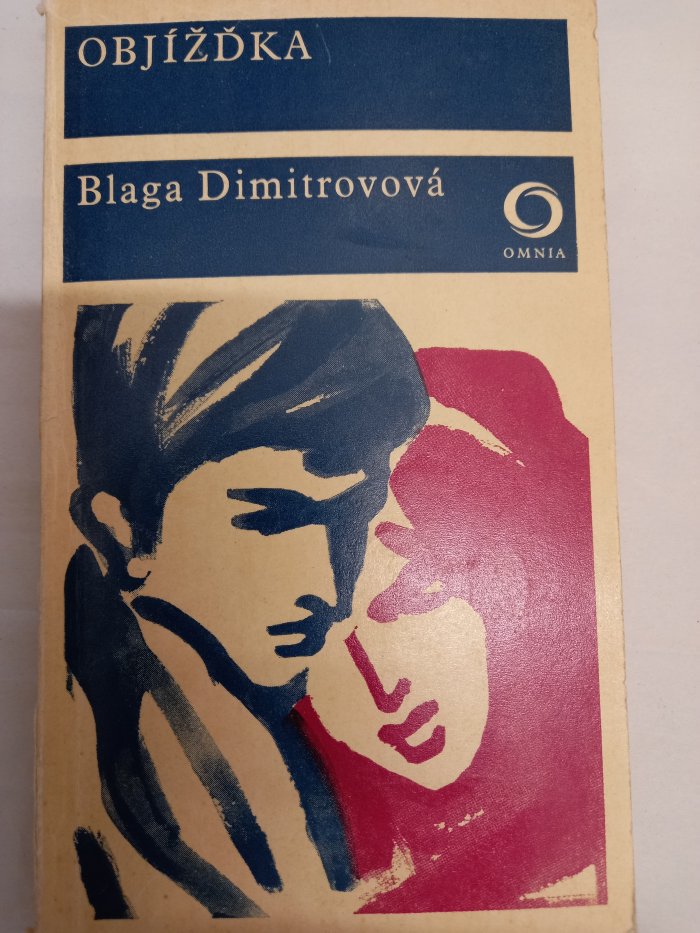 OBJÍŽĎKA
Blaga Dimitrovová
OMNIA